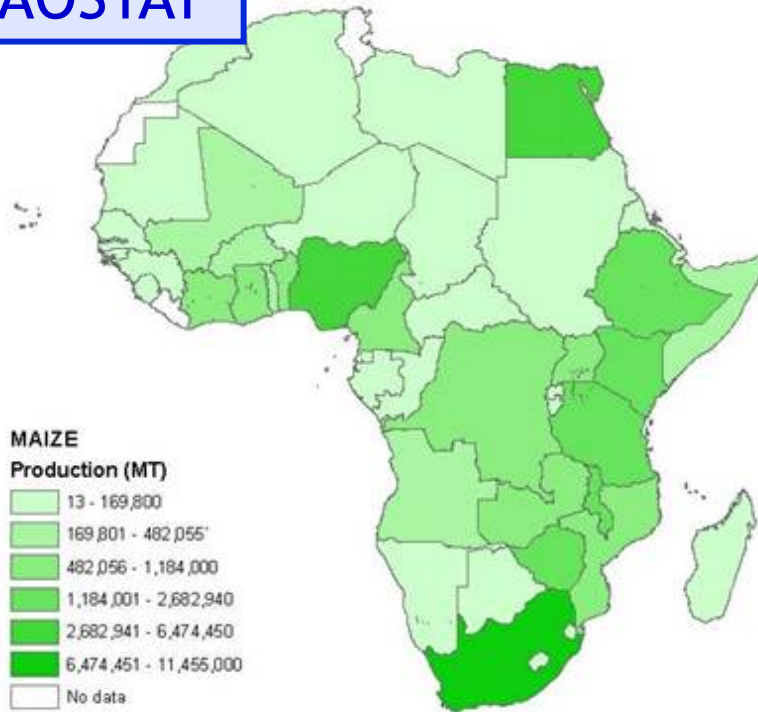 AOSTAT
MAIZE
Production (MT)
13 - 169,800
169,801 - 482,055'
482,056 - 1,184,000
1,184,001 - 2,682,940
2,682,941 - 6,474,450
6,474,451 - 11,455,000
No data